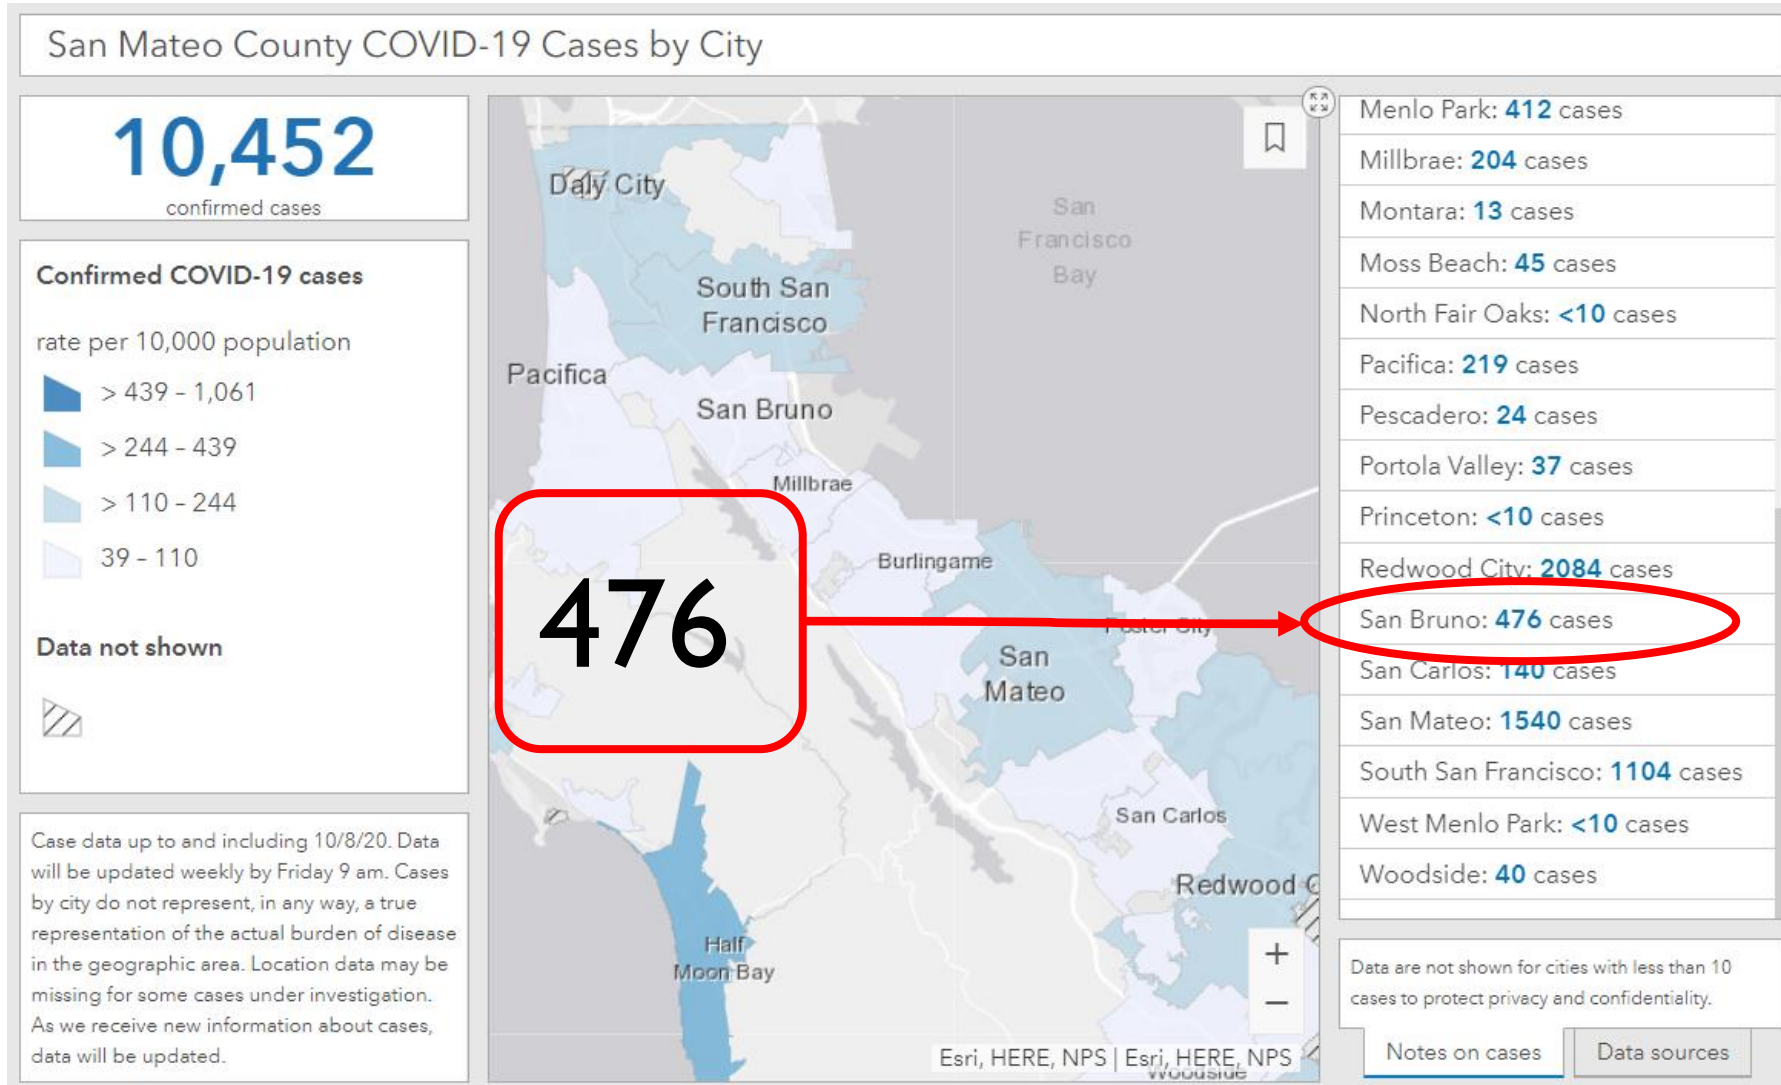 San Mateo County COVID-19 Cases by City
10,452
confirmed cases
Confirmed COVID-19 cases
rate per 10,000 population
> 439 – 1,061
> 244 – 439
> 110 – 244
39 – 110
Data not shown
Case data up to and including 10/8/20. Data
will be updated weekly by Friday 9 am. Cases
by city do not represent, in any way, a true
representation of the actual burden of disease
in the geographic area. Location data may be
missing for some cases under investigation.
As we receive new information about cases,
data will be updated.
Daly City
San
Francisco
Bay
South San
Francisco
Pacifica
San Bruno
Millbrae
Burlingame
476
Foster City
San
Mateo
San Carlos
Redwood C
Half
Moon Bay
+
−
Esri, HERE, NPS | Esri, HERE, NPS
Woodside
Menlo Park: 412 cases
Millbrae: 204 cases
Montara: 13 cases
Moss Beach: 45 cases
North Fair Oaks: <10 cases
Pacifica: 219 cases
Pescadero: 24 cases
Portola Valley: 37 cases
Princeton: <10 cases
Redwood City: 2084 cases
San Bruno: 476 cases
San Carlos: 140 cases
San Mateo: 1540 cases
South San Francisco: 1104 cases
West Menlo Park: <10 cases
Woodside: 40 cases
Data are not shown for cities with less than 10
cases to protect privacy and confidentiality.
Notes on cases
Data sources